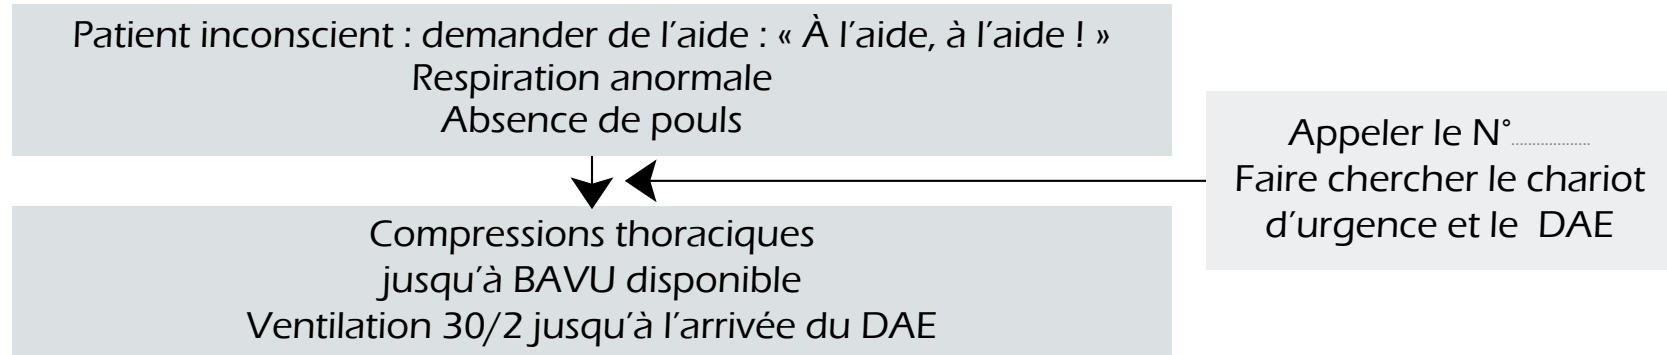 Patient inconscient : demander de l’aide : « À l’aide, à l’aide ! »
Respiration anormale
Absence de pouls
Appeler le N°....................
Faire chercher le chariot
d’urgence et le DAE
Compressions thoraciques
jusqu’à BAVU disponible
Ventilation 30/2 jusqu’à l’arrivée du DAE